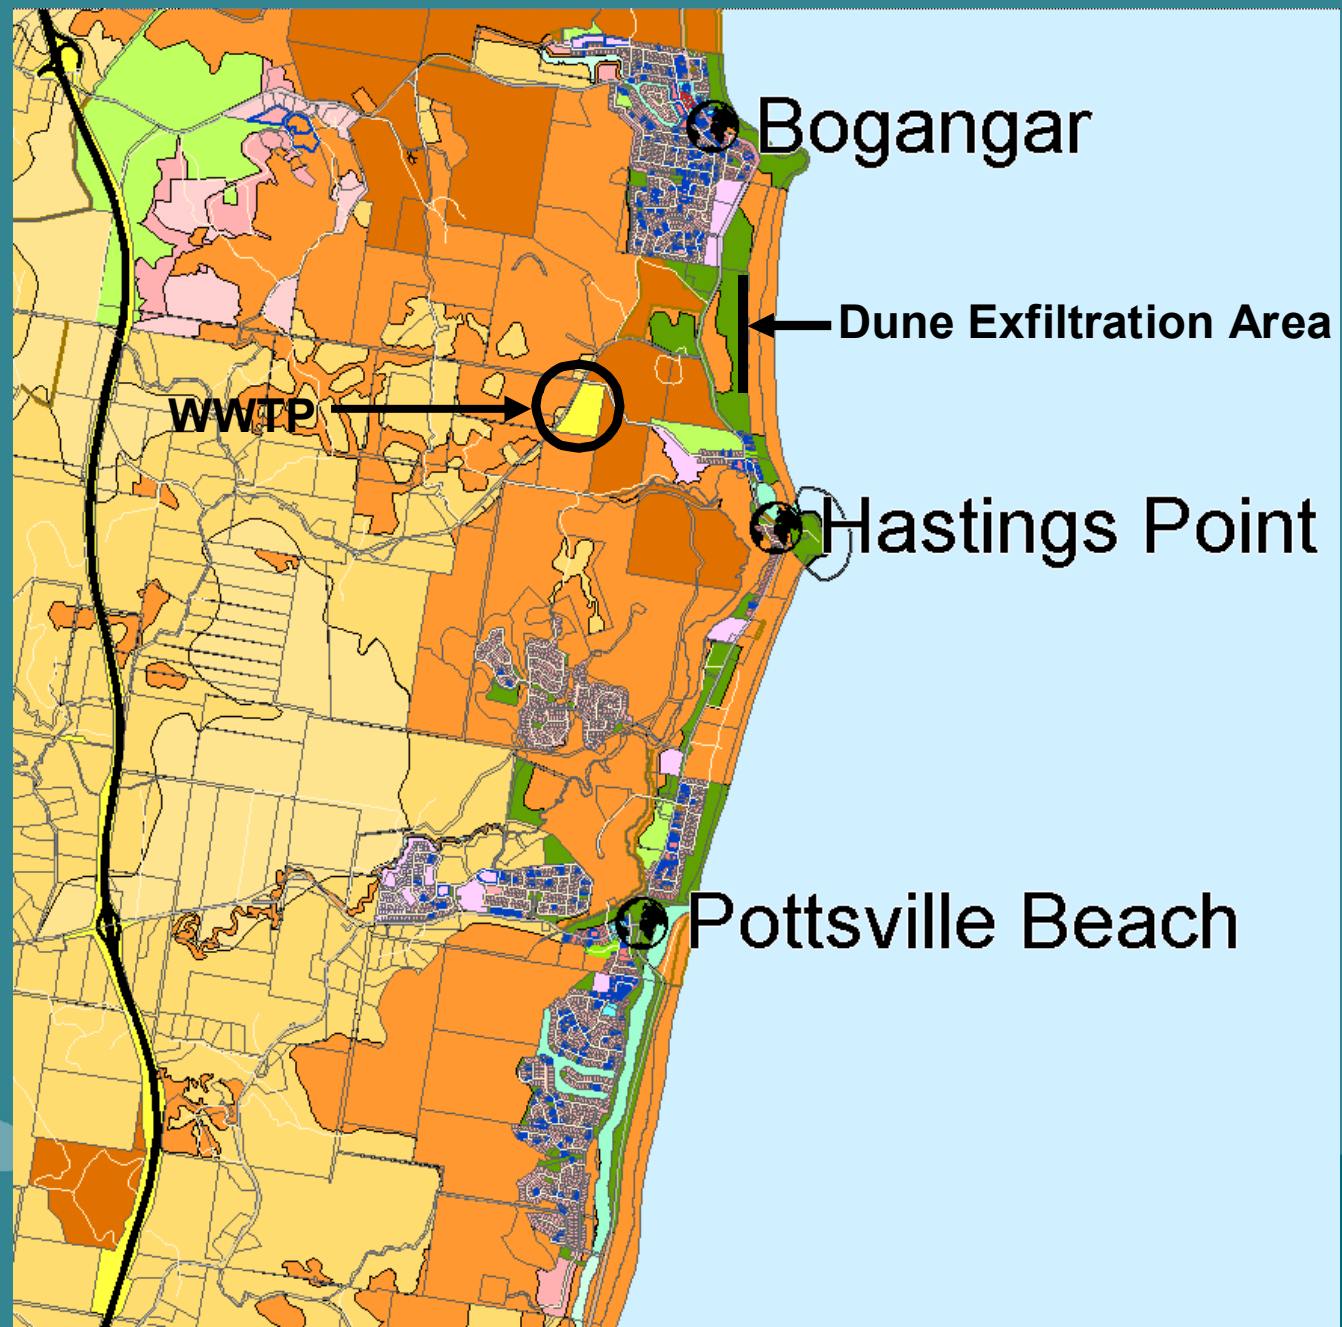 Bogangar
Dune Exfiltration Area
WWTP
Hastings Point
Pottsville Beach